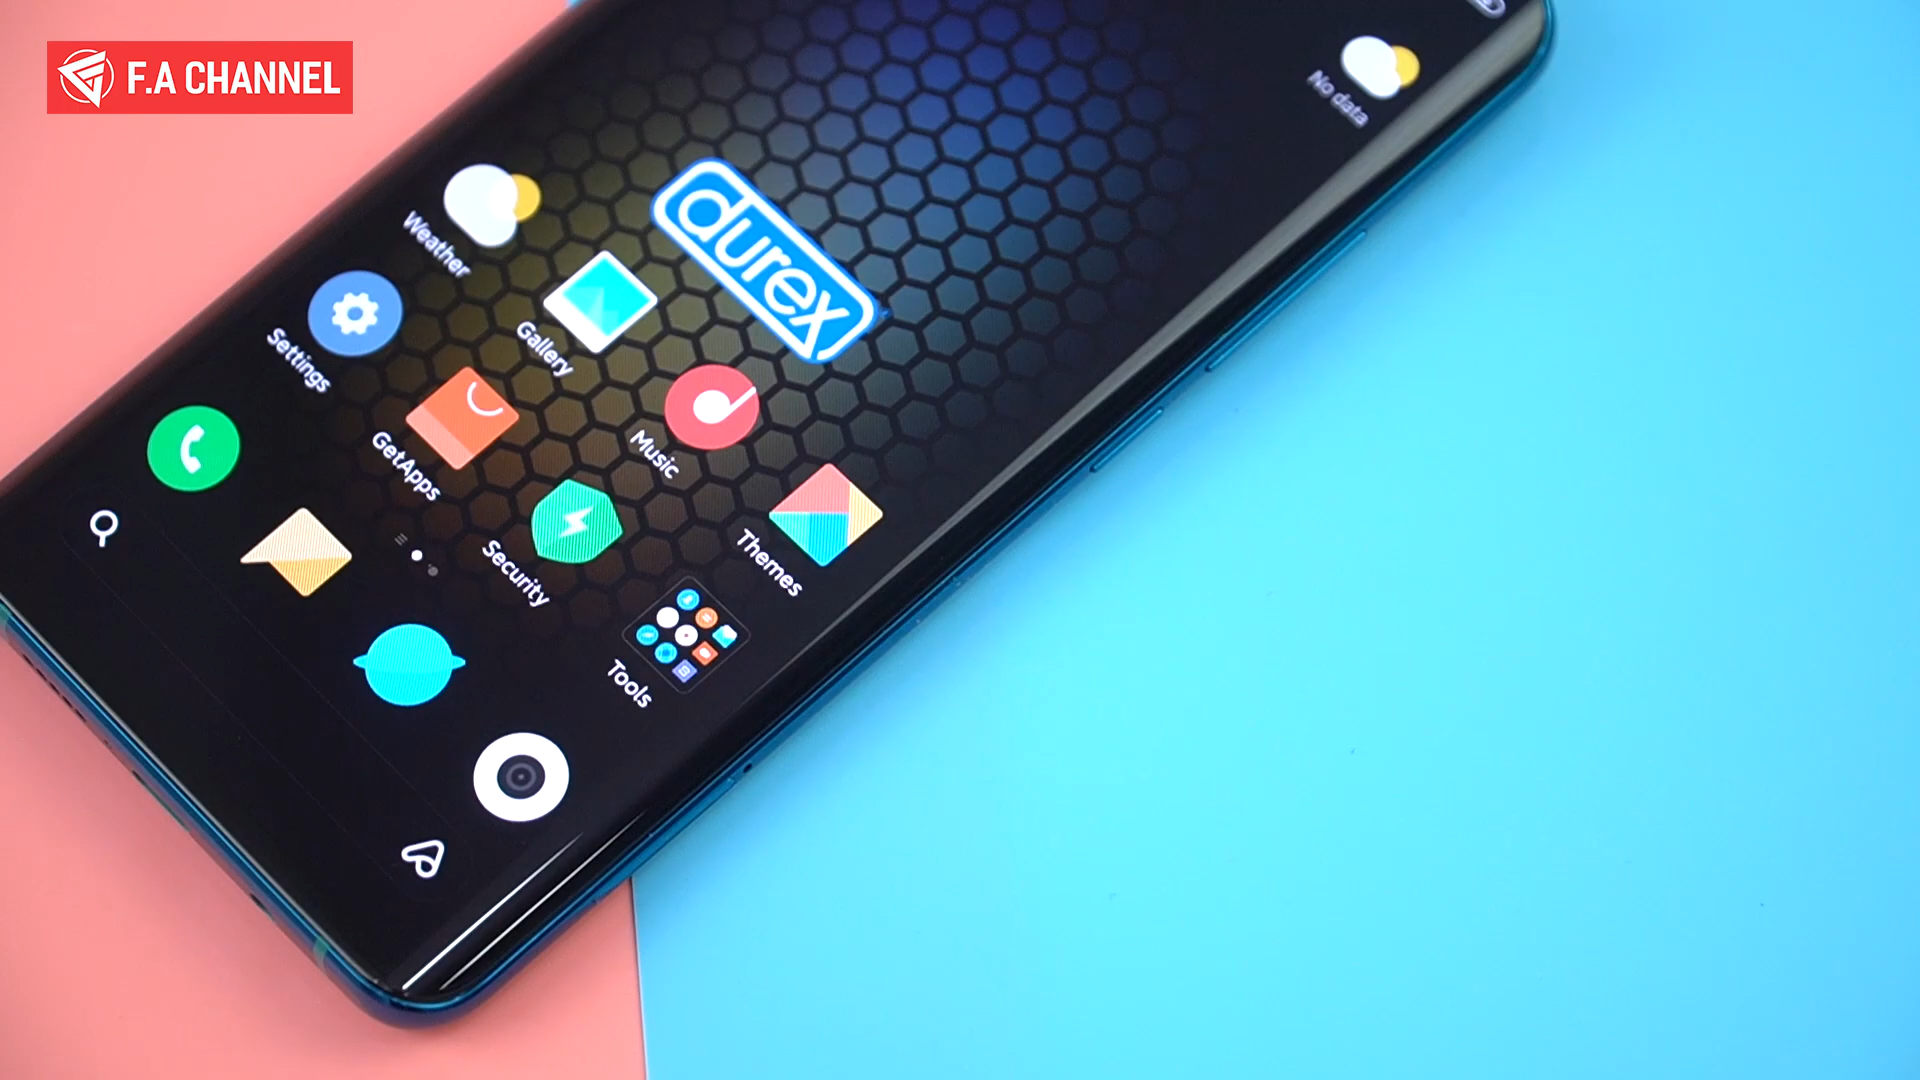 F.A CHANNEL
No data
Weather
durex
Settings
Gallery
GetApps
Music
Security
Themes
Tools